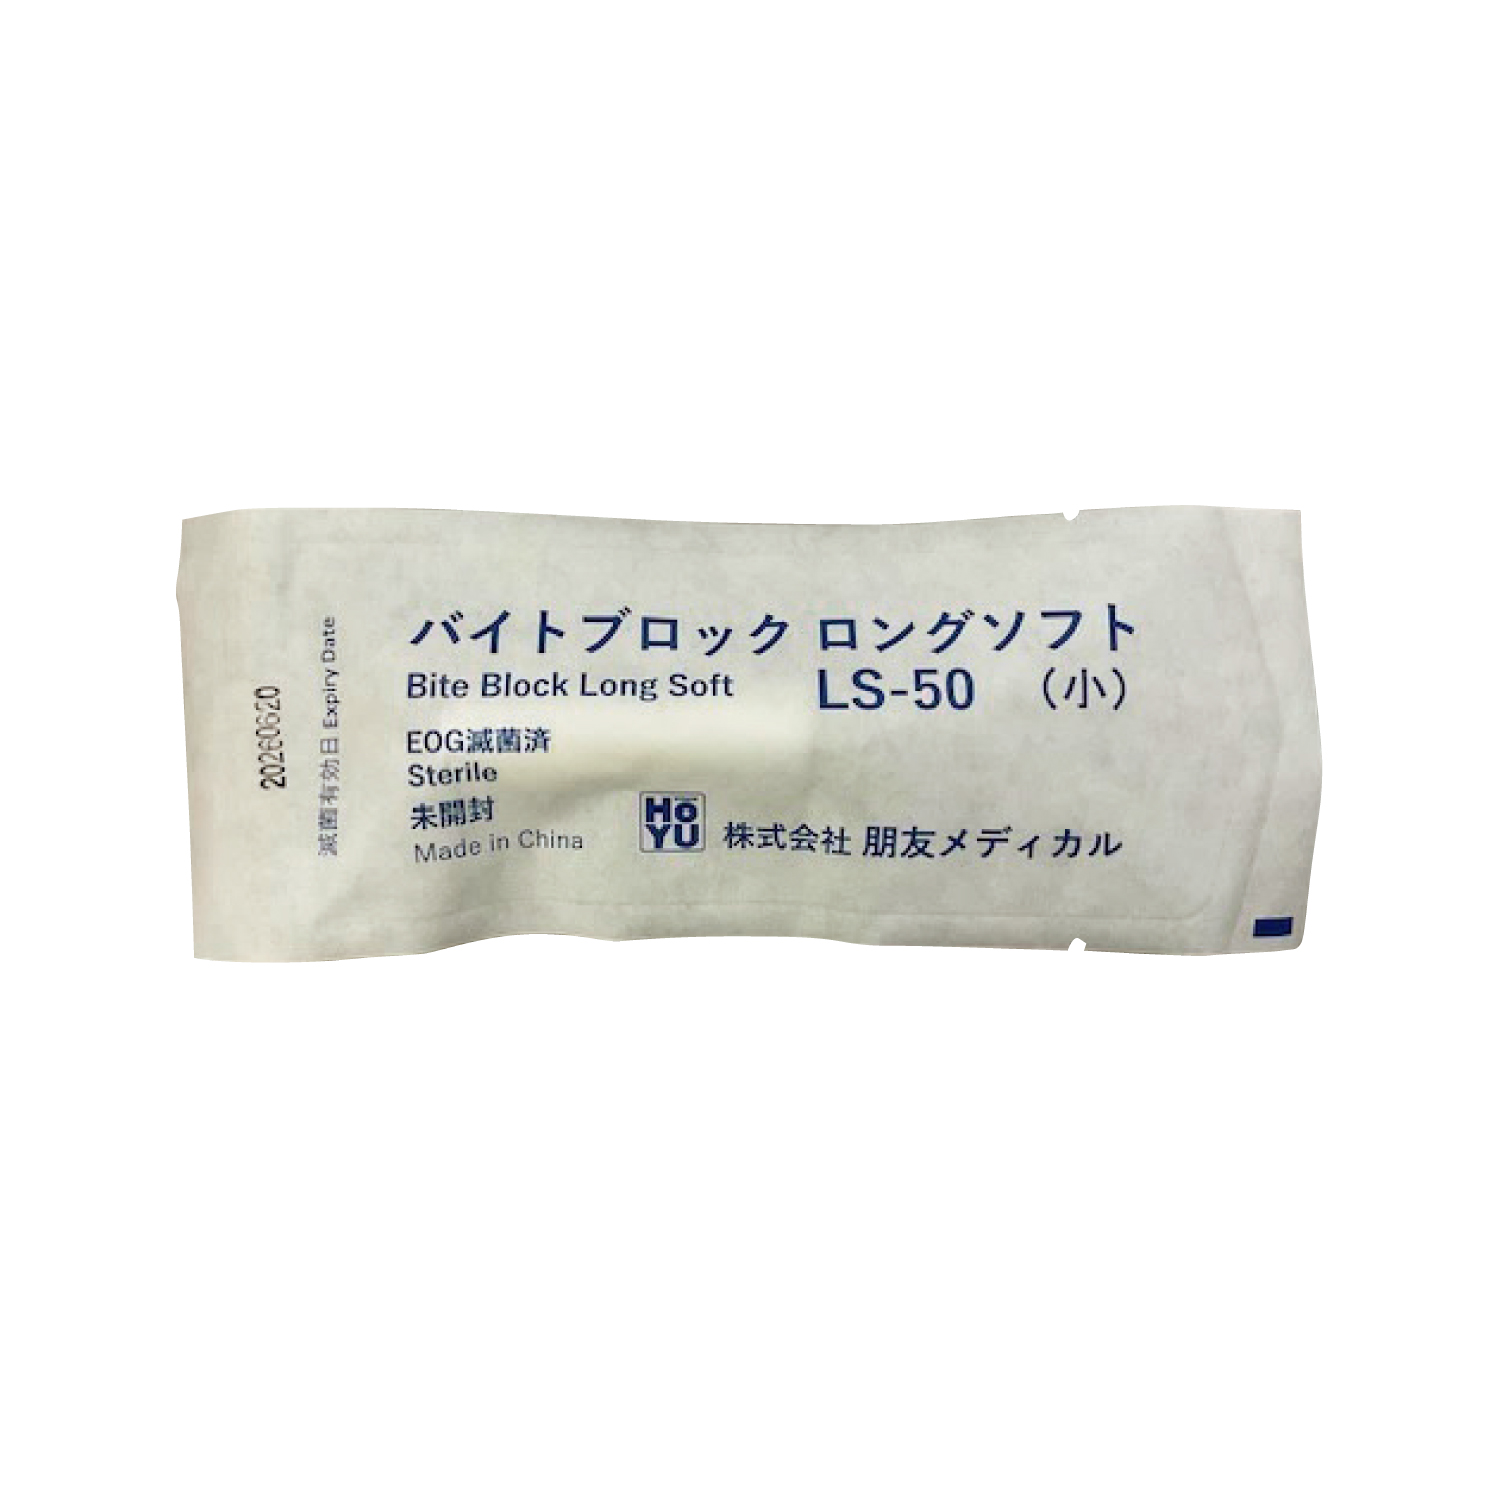 バイトブロック ロングソフト
Bite Block Long Soft LS-50 （小）
EOG滅菌済
Sterile
未開封
Made in China
HōYU 株式会社 朋友メディカル
滅菌有効日 Expiry Date
20260620